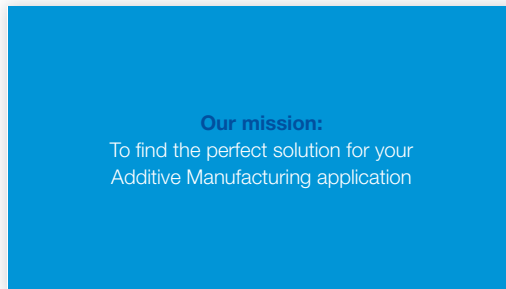 Our mission:
To find the perfect solution for your
Additive Manufacturing application